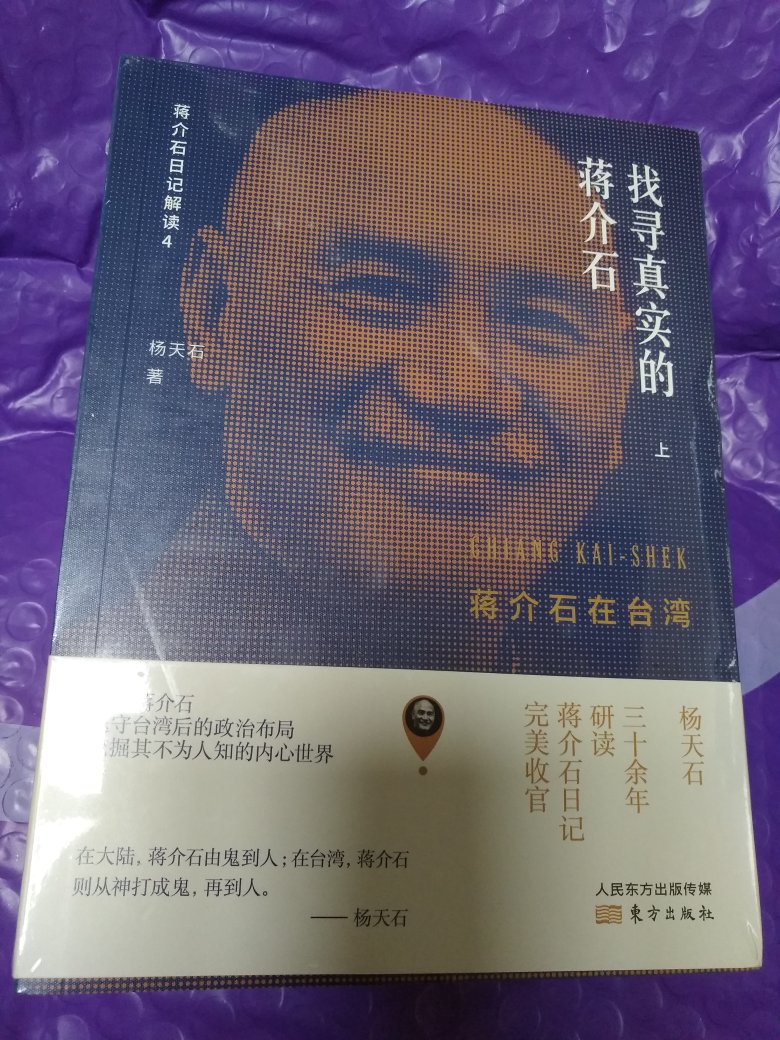 蒋介石日记解读4
杨天石
著
找寻真实的
蒋介石
上
CHIANG KAI-SHEK
蒋介石在台湾
蒋介石
守台湾后的政治布局
掘其不为人知的内心世界
在大陆，蒋介石由鬼到人；在台湾，蒋介石
则从神打成鬼，再到人。
—— 杨天石
杨天石
三十余年
研读
蒋介石日记
完美收官
人民东方出版传媒
東方出版社